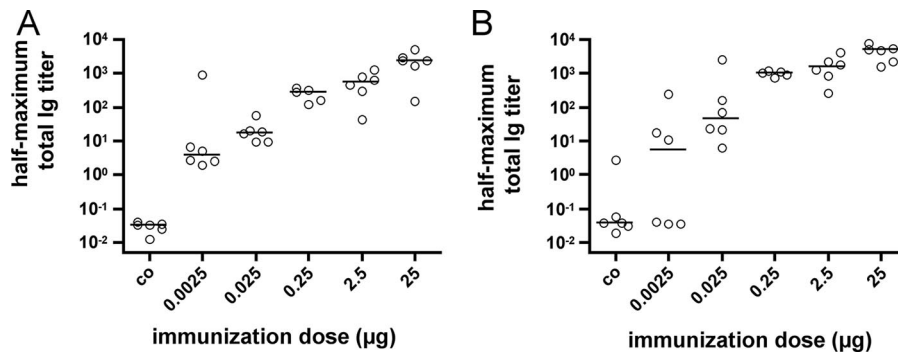 A
half-maximum
total Ig titer
10⁴
10³
10²
10¹
10⁰
10⁻¹
10⁻²
co
0.0025
0.025
0.25
2.5
25
immunization dose (µg)
B
half-maximum
total Ig titer
10⁴
10³
10²
10¹
10⁰
10⁻¹
10⁻²
co
0.0025
0.025
0.25
2.5
25
immunization dose (µg)